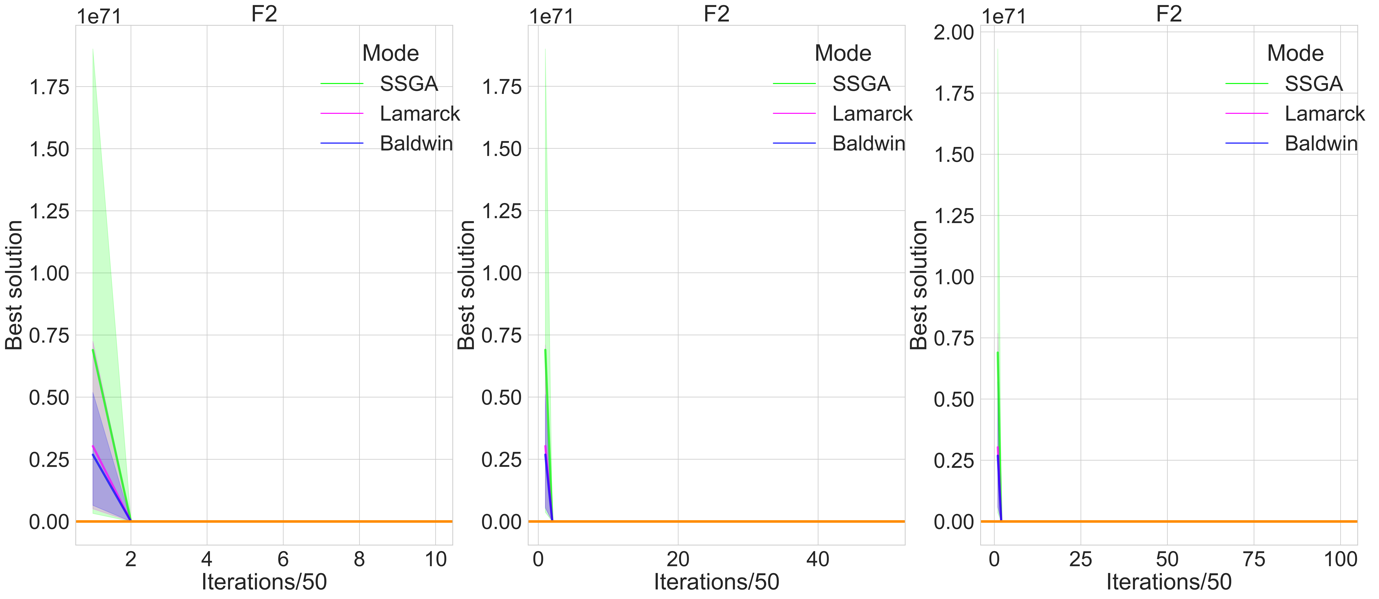 1e71
F2
Mode
SSGA
Lamarck
Baldwin
1.75
1.50
1.25
1.00
0.75
0.50
0.25
0.00
Best solution
2 4 6 8 10
Iterations/50
1e71
F2
Mode
SSGA
Lamarck
Baldwin
1.75
1.50
1.25
1.00
0.75
0.50
0.25
0.00
Best solution
0 20 40
Iterations/50
1e71
F2
Mode
SSGA
Lamarck
Baldwin
2.00
1.75
1.50
1.25
1.00
0.75
0.50
0.25
0.00
Best solution
0 25 50 75 100
Iterations/50